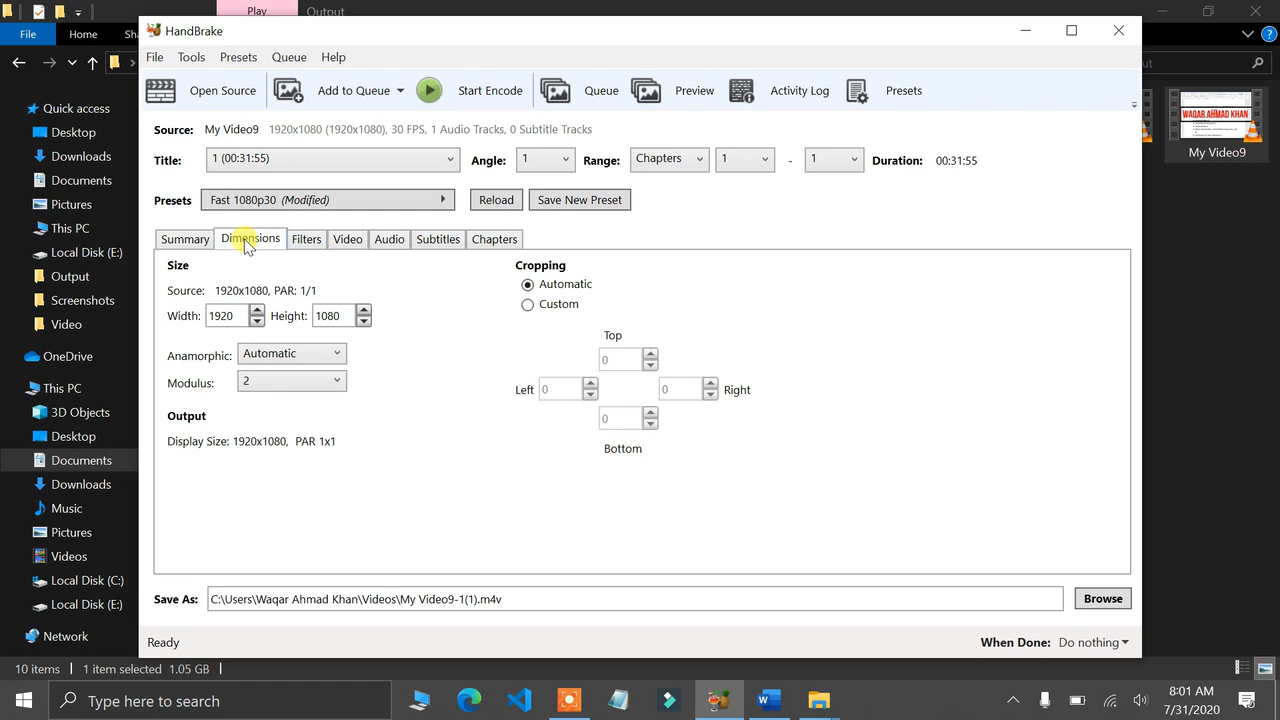 Play
Output
File
Home
Sha
HandBrake
File Tools Presets Queue Help
Open Source
Add to Queue
Start Encode
Queue
Preview
Activity Log
Presets
Source: My Video9 1920x1080 (1920x1080), 30 FPS, 1 Audio Tracks, 0 Subtitle Tracks
Title: 1 (00:31:55) Angle: 1 Range: Chapters 1 - 1 Duration: 00:31:55
Presets Fast 1080p30 (Modified) Reload Save New Preset
Summary Dimensions Filters Video Audio Subtitles Chapters
Size
Source: 1920x1080, PAR: 1/1
Width: 1920 Height: 1080
Anamorphic: Automatic
Modulus: 2
Output
Display Size: 1920x1080, PAR 1x1
Cropping
Automatic
Custom
Top
0
Left 0 0 Right
0
Bottom
Save As: C:\Users\Waqar Ahmad Khan\Videos\My Video9-1(1).m4v Browse
Ready
When Done: Do nothing
Quick access
Desktop
Downloads
Documents
Pictures
This PC
Local Disk (E:)
Output
Screenshots
Video
OneDrive
This PC
3D Objects
Desktop
Documents
Downloads
Music
Pictures
Videos
Local Disk (C:)
Local Disk (E:)
Network
ut
WAQAR AHMAD KHAN
My Video9
10 items 1 item selected 1.05 GB
Type here to search
8:01 AM
7/31/2020